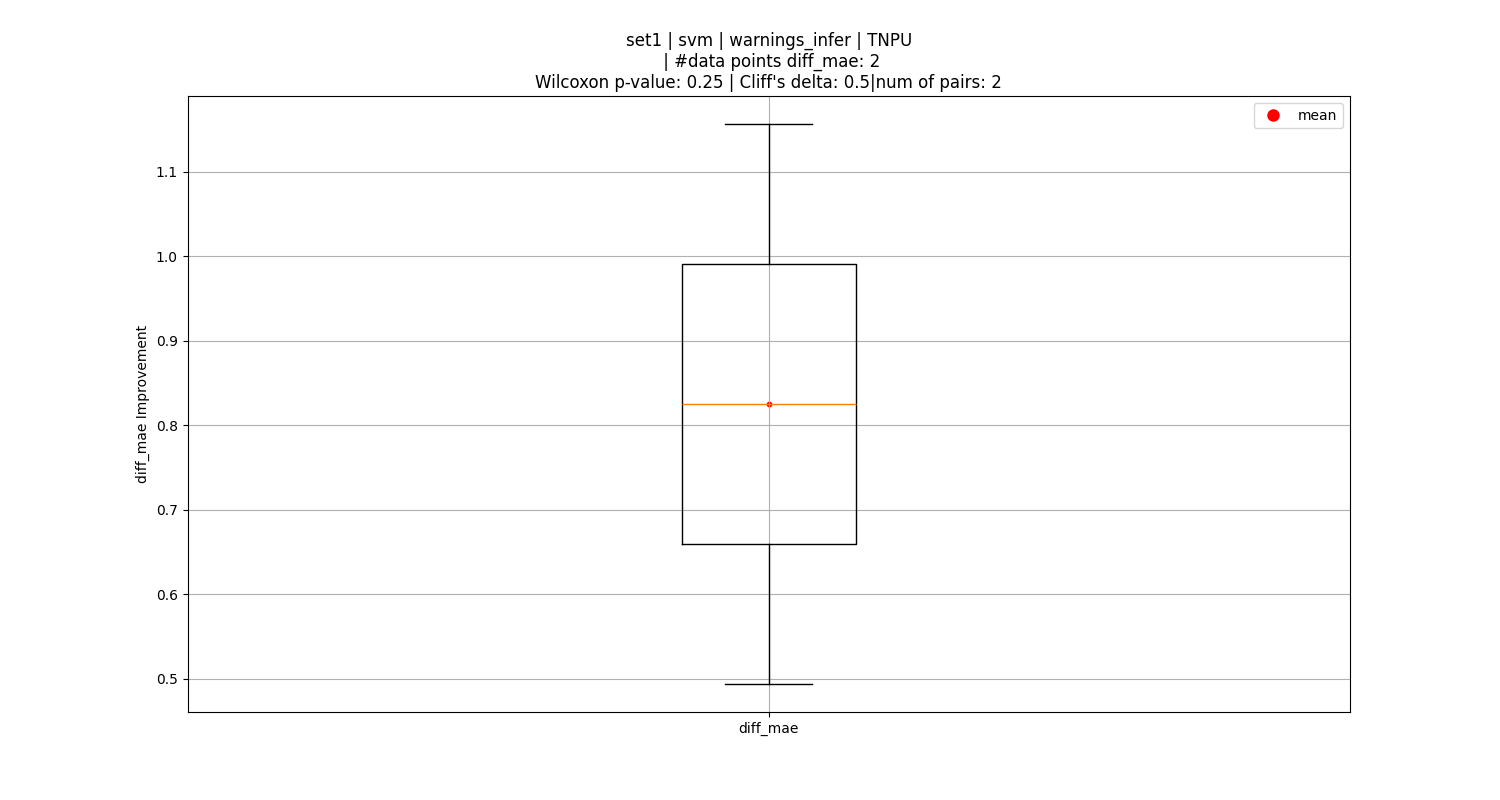 set1 | svm | warnings_infer | TNPU
| #data points diff_mae: 2
Wilcoxon p-value: 0.25 | Cliff's delta: 0.5|num of pairs: 2
mean
1.1
1.0
0.9
0.8
0.7
0.6
0.5
diff_mae Improvement
diff_mae